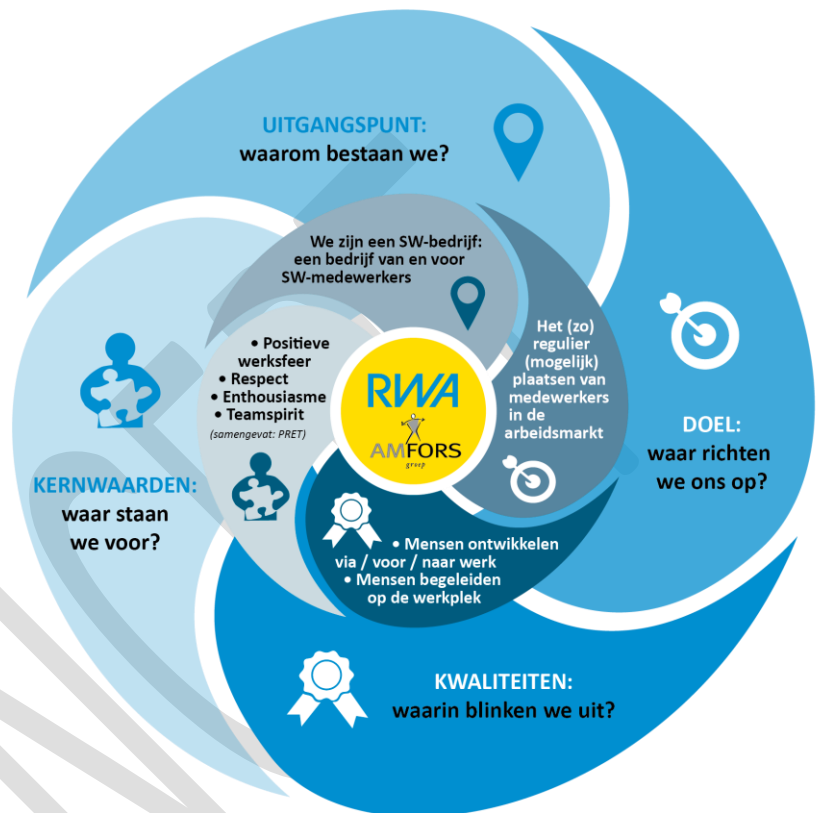 UITGANGSPUNT:
waarom bestaan we?
We zijn een SW-bedrijf:
een bedrijf van en voor
SW-medewerkers
Het (zo)
regulier
(mogelijk)
plaatsen van
medewerkers
in de
arbeidsmarkt
DOEL:
waar richten
we ons op?
• Positieve
werksfeer
• Respect
• Enthousiasme
• Teamspirit
(samengevat: PRET)
RWA
AMFORS
groep
KERNWAARDEN:
waar staan
we voor?
• Mensen ontwikkelen
via / voor / naar werk
• Mensen begeleiden
op de werkplek
KWALITEITEN:
waarin blinken we uit?